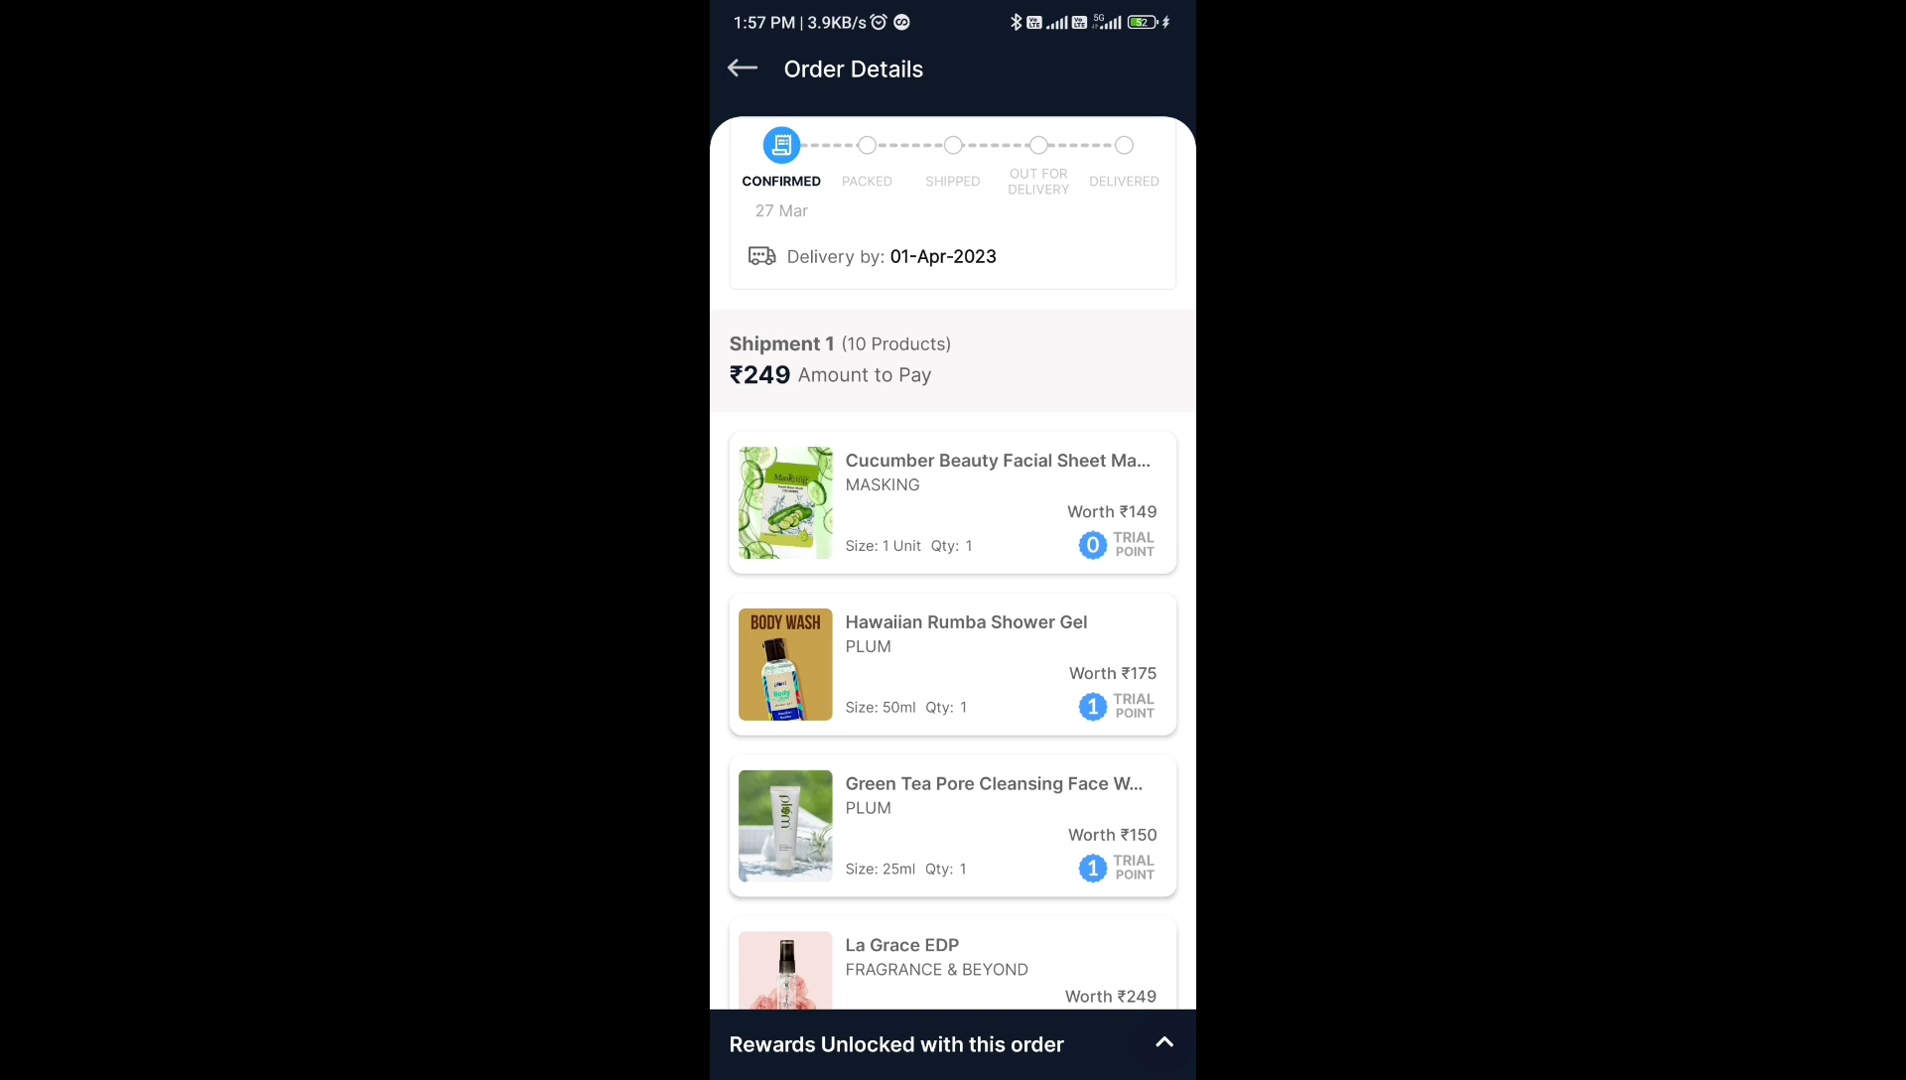 1:57 PM | 3.9KB/s
5G
52
Order Details
CONFIRMED
PACKED
SHIPPED
OUT FOR
DELIVERY
DELIVERED
27 Mar
Delivery by: 01-Apr-2023
Shipment 1 (10 Products)
₹249 Amount to Pay
Cucumber Beauty Facial Sheet Ma...
MASKING
Worth ₹149
Size: 1 Unit Qty: 1
0 TRIAL
POINT
BODY WASH
Hawaiian Rumba Shower Gel
PLUM
Worth ₹175
Size: 50ml Qty: 1
1 TRIAL
POINT
plum
Green Tea Pore Cleansing Face W...
PLUM
Worth ₹150
Size: 25ml Qty: 1
1 TRIAL
POINT
La Grace EDP
FRAGRANCE & BEYOND
Worth ₹249
Rewards Unlocked with this order